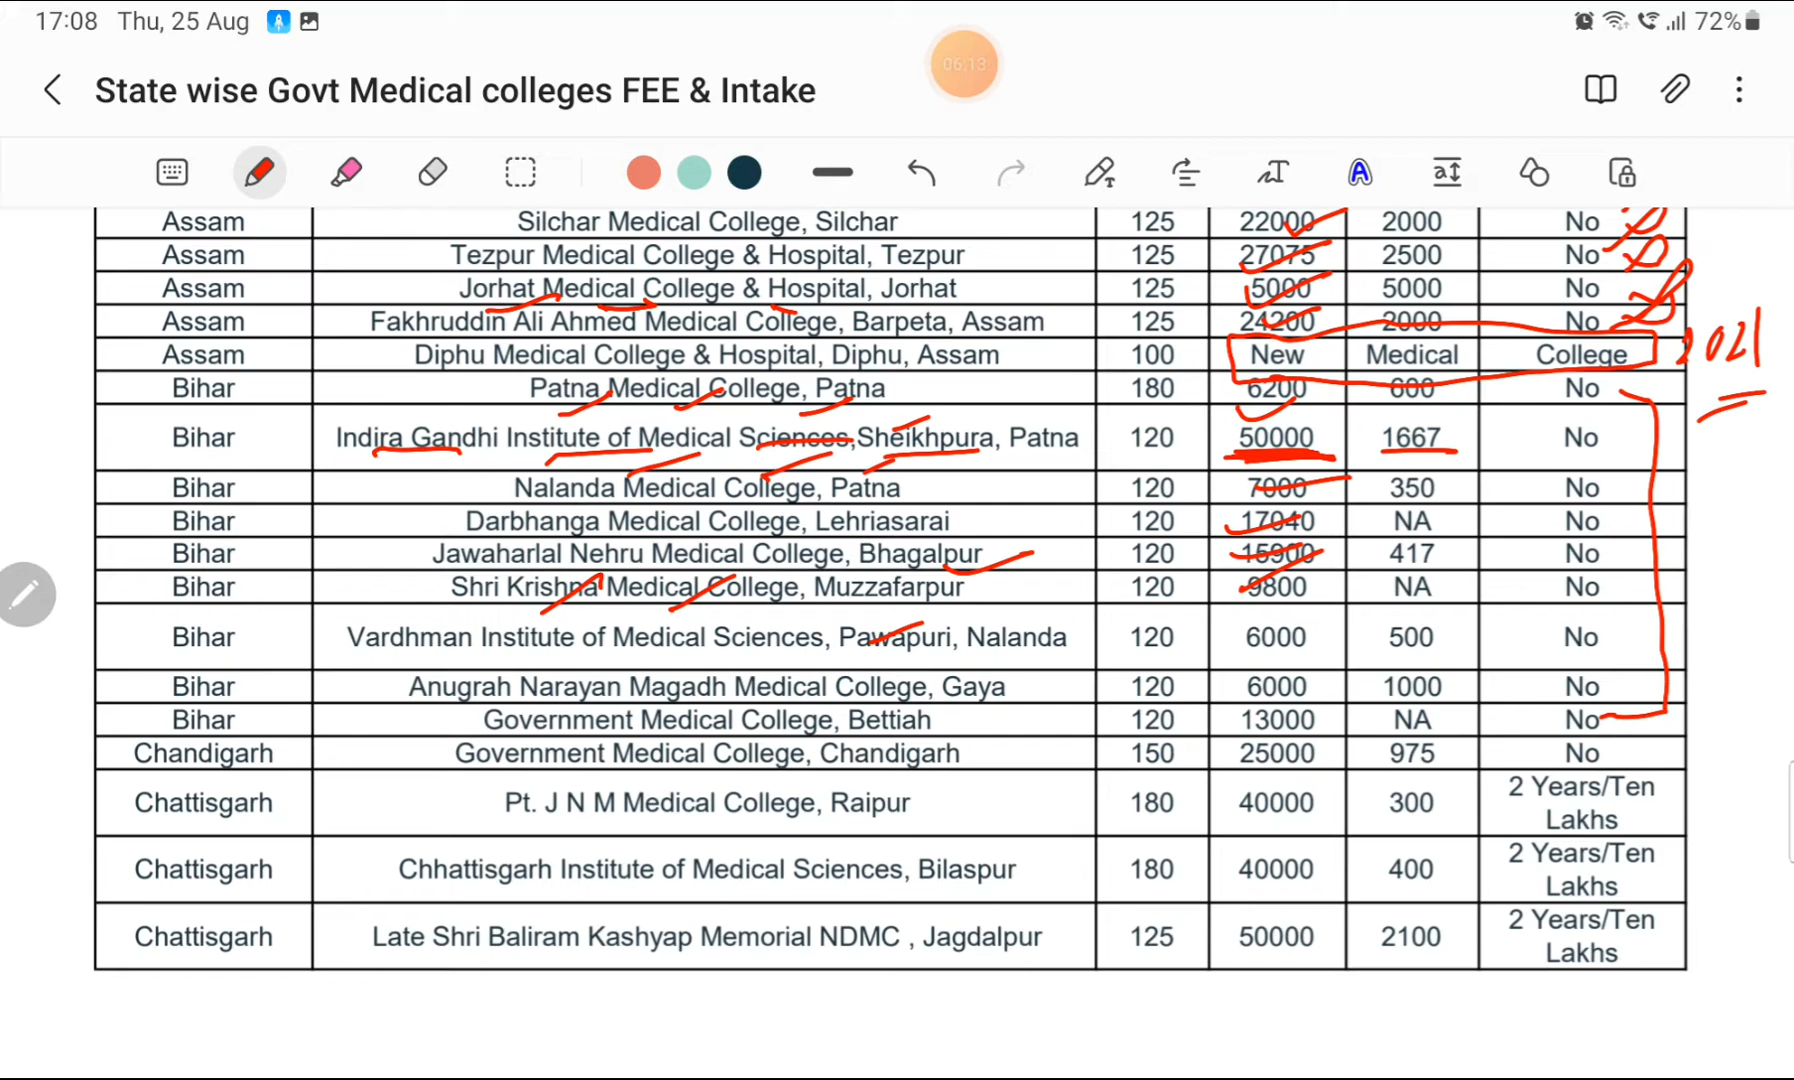 17:08 Thu, 25 Aug 72%
06:13
State wise Govt Medical colleges FEE & Intake
Assam Silchar Medical College, Silchar 125 22000 2000 No
Assam Tezpur Medical College & Hospital, Tezpur 125 27075 2500 No
Assam Jorhat Medical College & Hospital, Jorhat 125 5000 5000 No
Assam Fakhruddin Ali Ahmed Medical College, Barpeta, Assam 125 24200 2000 No
Assam Diphu Medical College & Hospital, Diphu, Assam 100 New Medical College 2021
Bihar Patna Medical College, Patna 180 6200 600 No
Bihar Indira Gandhi Institute of Medical Sciences,Sheikhpura, Patna 120 50000 1667 No
Bihar Nalanda Medical College, Patna 120 7000 350 No
Bihar Darbhanga Medical College, Lehriasarai 120 17040 NA No
Bihar Jawaharlal Nehru Medical College, Bhagalpur 120 15900 417 No
Bihar Shri Krishna Medical College, Muzzafarpur 120 9800 NA No
Bihar Vardhman Institute of Medical Sciences, Pawapuri, Nalanda 120 6000 500 No
Bihar Anugrah Narayan Magadh Medical College, Gaya 120 6000 1000 No
Bihar Government Medical College, Bettiah 120 13000 NA No
Chandigarh Government Medical College, Chandigarh 150 25000 975 No
Chattisgarh Pt. J N M Medical College, Raipur 180 40000 300 2 Years/Ten
Lakhs
Chattisgarh Chhattisgarh Institute of Medical Sciences, Bilaspur 180 40000 400 2 Years/Ten
Lakhs
Chattisgarh Late Shri Baliram Kashyap Memorial NDMC , Jagdalpur 125 50000 2100 2 Years/Ten
Lakhs